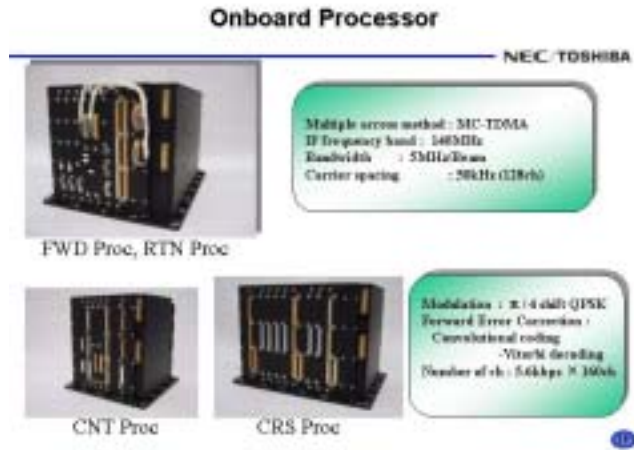 Onboard Processor
NEC/TOSHIBA
Multiple access method : MC-TDMA
IF frequency band : 140MHz
Bandwidth : 5MHz/Beam
Carrier spacing : 50kHz (128ch)
FWD Proc, RTN Proc
Modulation : π/4 shift QPSK
Forward Error Correction :
Convolutional coding
-Viterbi decoding
Number of ch : 5.6kbps × 160ch
CNT Proc
CRS Proc